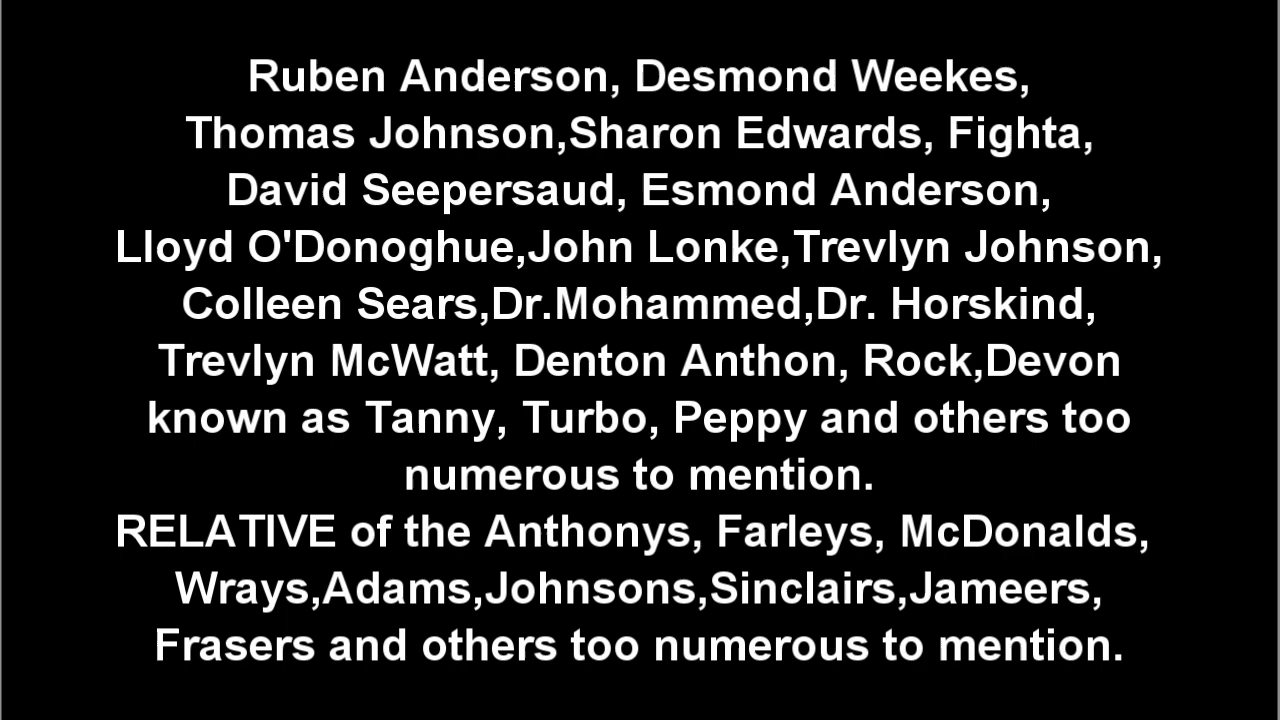 Ruben Anderson, Desmond Weekes,
Thomas Johnson,Sharon Edwards, Fighta,
David Seepersaud, Esmond Anderson,
Lloyd O'Donoghue,John Lonke,Trevlyn Johnson,
Colleen Sears,Dr.Mohammed,Dr. Horskind,
Trevlyn McWatt, Denton Anthon, Rock,Devon
known as Tanny, Turbo, Peppy and others too
numerous to mention.
RELATIVE of the Anthonys, Farleys, McDonalds,
Wrays,Adams,Johnsons,Sinclairs,Jameers,
Frasers and others too numerous to mention.